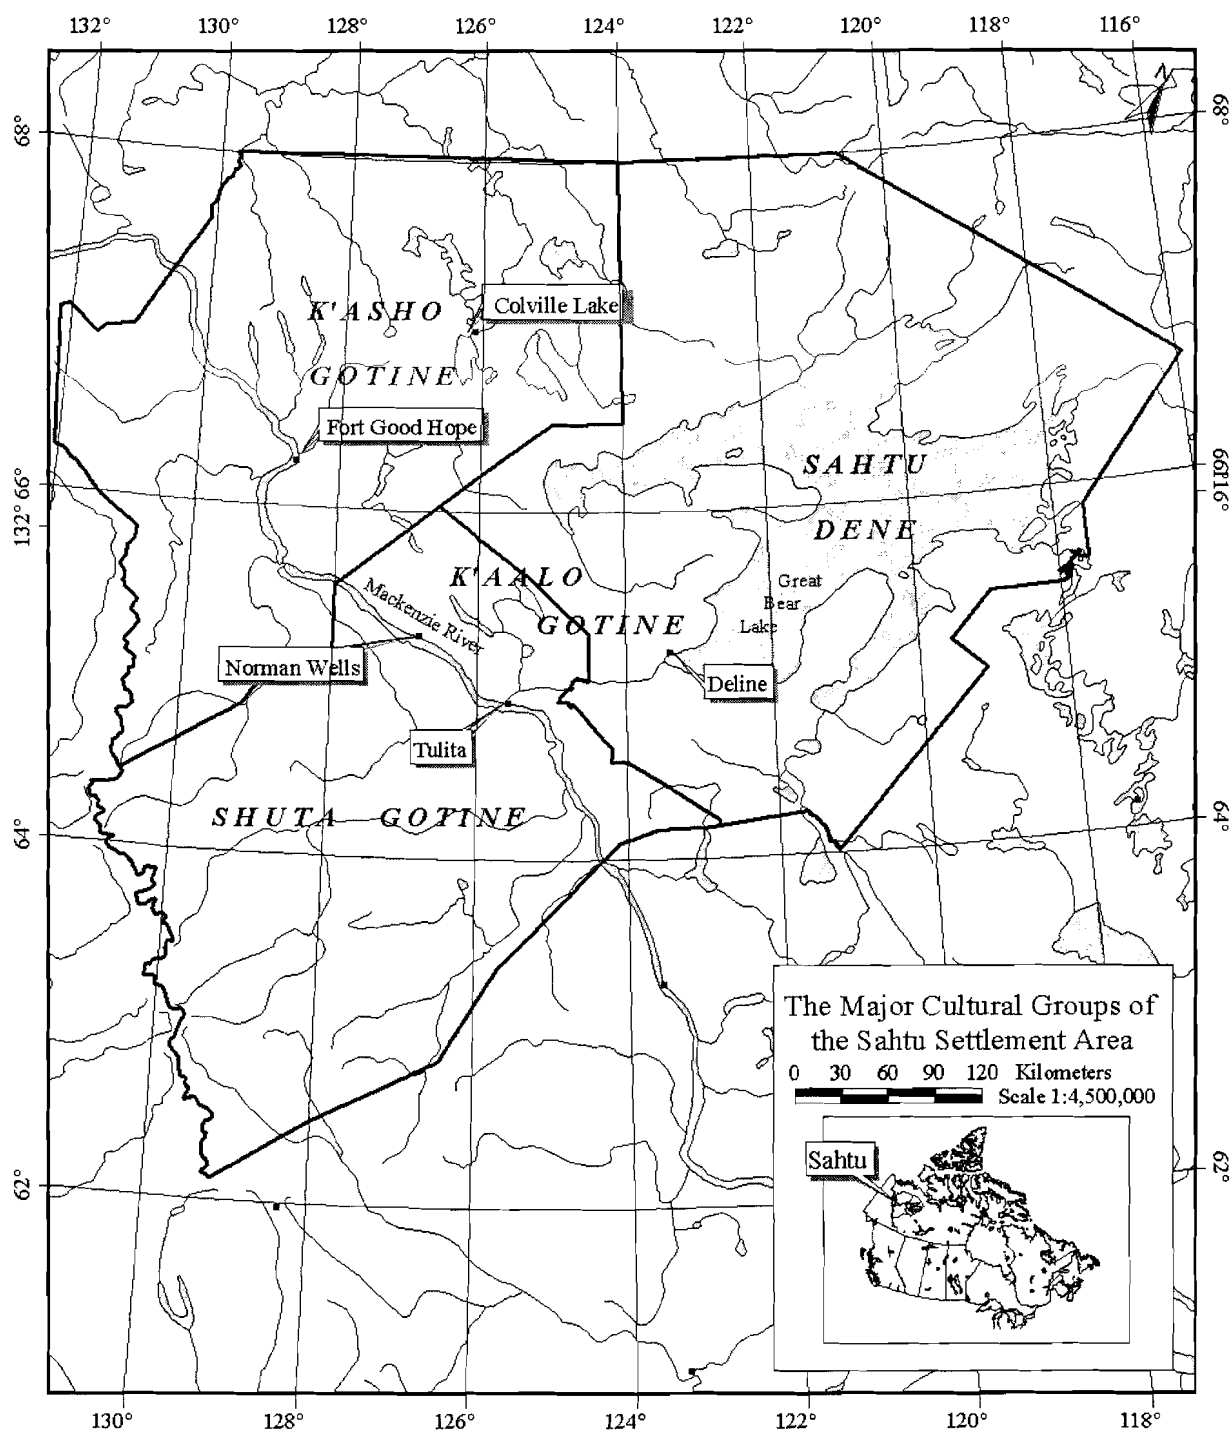 132° 130° 128° 126° 124° 122° 120° 118° 116°
68°
68°
K'ASHO
Colville Lake
GOTINE
Fort Good Hope
SAHTU
66°
116°
132°
DENE
K'AALO
Great
Mackenzie River
Bear
GOTINE
Lake
Norman Wells
Deline
Tulita
SHUTA GOTINE
64°
64°
The Major Cultural Groups of
the Sahtu Settlement Area
0 30 60 90 120 Kilometers
Scale 1:4,500,000
Sahtu
62°
62°
130° 128° 126° 124° 122° 120° 118°